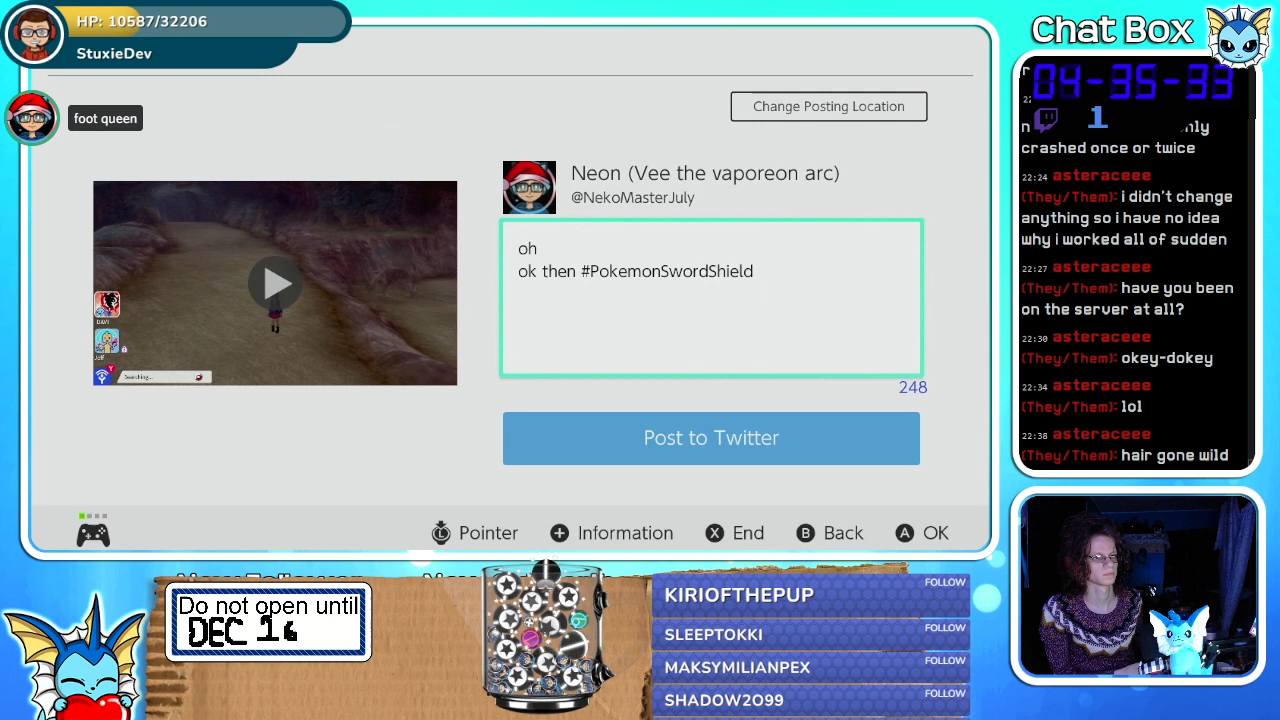 HP: 10587/32206
StuxieDev
foot queen
Change Posting Location
Neon (Vee the vaporeon arc)
@NekoMasterJuly
oh
ok then #PokemonSwordShield
248
Post to Twitter
Searching...
Pointer
Information
End
Back
OK
Chat Box
04-35-33
1
crashed once or twice
22:24 asteraceee
(They/Them): i didn't change
anything so i have no idea
why i worked all of sudden
22:27 asteraceee
(They/Them): have you been
on the server at all?
22:30 asteraceee
(They/Them): okey-dokey
22:34 asteraceee
(They/Them): lol
22:38 asteraceee
(They/Them): hair gone wild
Do not open until
DEC 16
KIRIOFTHEPUP FOLLOW
SLEEPTOKKI FOLLOW
MAKSYMILIANPEX FOLLOW
SHADOW2O99 FOLLOW